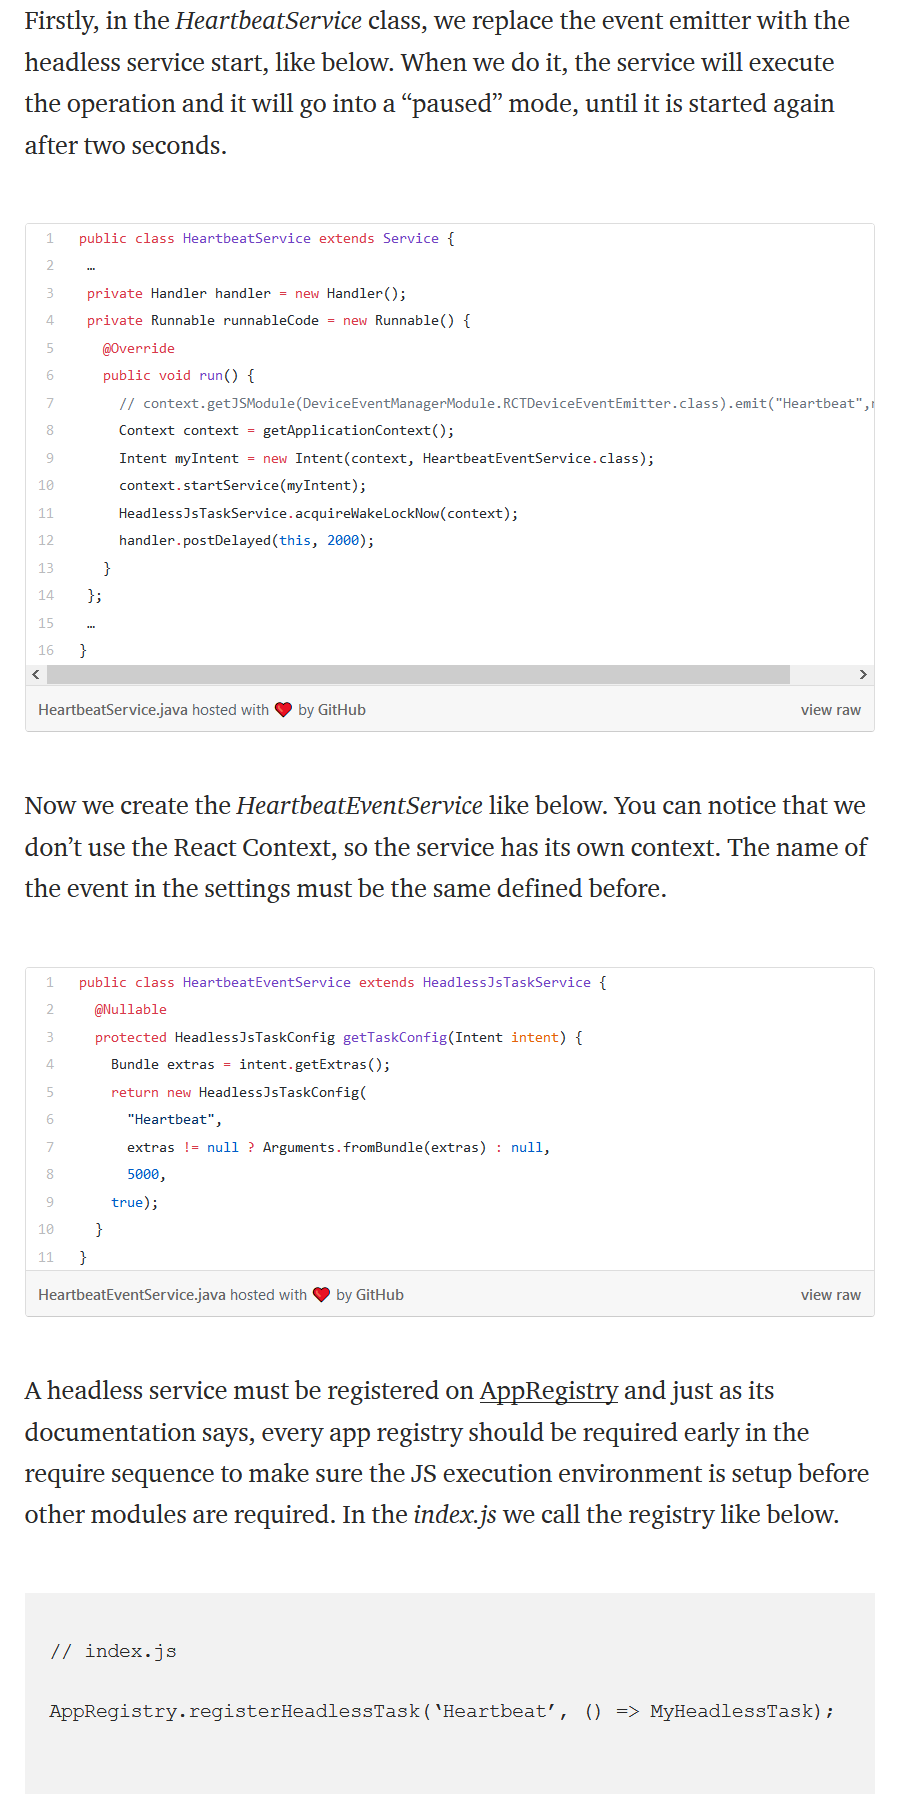 Firstly, in the HeartbeatService class, we replace the event emitter with the
headless service start, like below. When we do it, the service will execute
the operation and it will go into a “paused” mode, until it is started again
after two seconds.
1 public class HeartbeatService extends Service {
2 …
3 private Handler handler = new Handler();
4 private Runnable runnableCode = new Runnable() {
5 @Override
6 public void run() {
7 // context.getJSModule(DeviceEventManagerModule.RCTDeviceEventEmitter.class).emit("Heartbeat",
8 Context context = getApplicationContext();
9 Intent myIntent = new Intent(context, HeartbeatEventService.class);
10 context.startService(myIntent);
11 HeadlessJsTaskService.acquireWakeLockNow(context);
12 handler.postDelayed(this, 2000);
13 }
14 };
15 …
16 }
HeartbeatService.java hosted with ❤ by GitHub view raw
Now we create the HeartbeatEventService like below. You can notice that we
don’t use the React Context, so the service has its own context. The name of
the event in the settings must be the same defined before.
1 public class HeartbeatEventService extends HeadlessJsTaskService {
2 @Nullable
3 protected HeadlessJsTaskConfig getTaskConfig(Intent intent) {
4 Bundle extras = intent.getExtras();
5 return new HeadlessJsTaskConfig(
6 "Heartbeat",
7 extras != null ? Arguments.fromBundle(extras) : null,
8 5000,
9 true);
10 }
11 }
HeartbeatEventService.java hosted with ❤ by GitHub view raw
A headless service must be registered on AppRegistry and just as its
documentation says, every app registry should be required early in the
require sequence to make sure the JS execution environment is setup before
other modules are required. In the index.js we call the registry like below.
// index.js
AppRegistry.registerHeadlessTask(‘Heartbeat’, () => MyHeadlessTask);